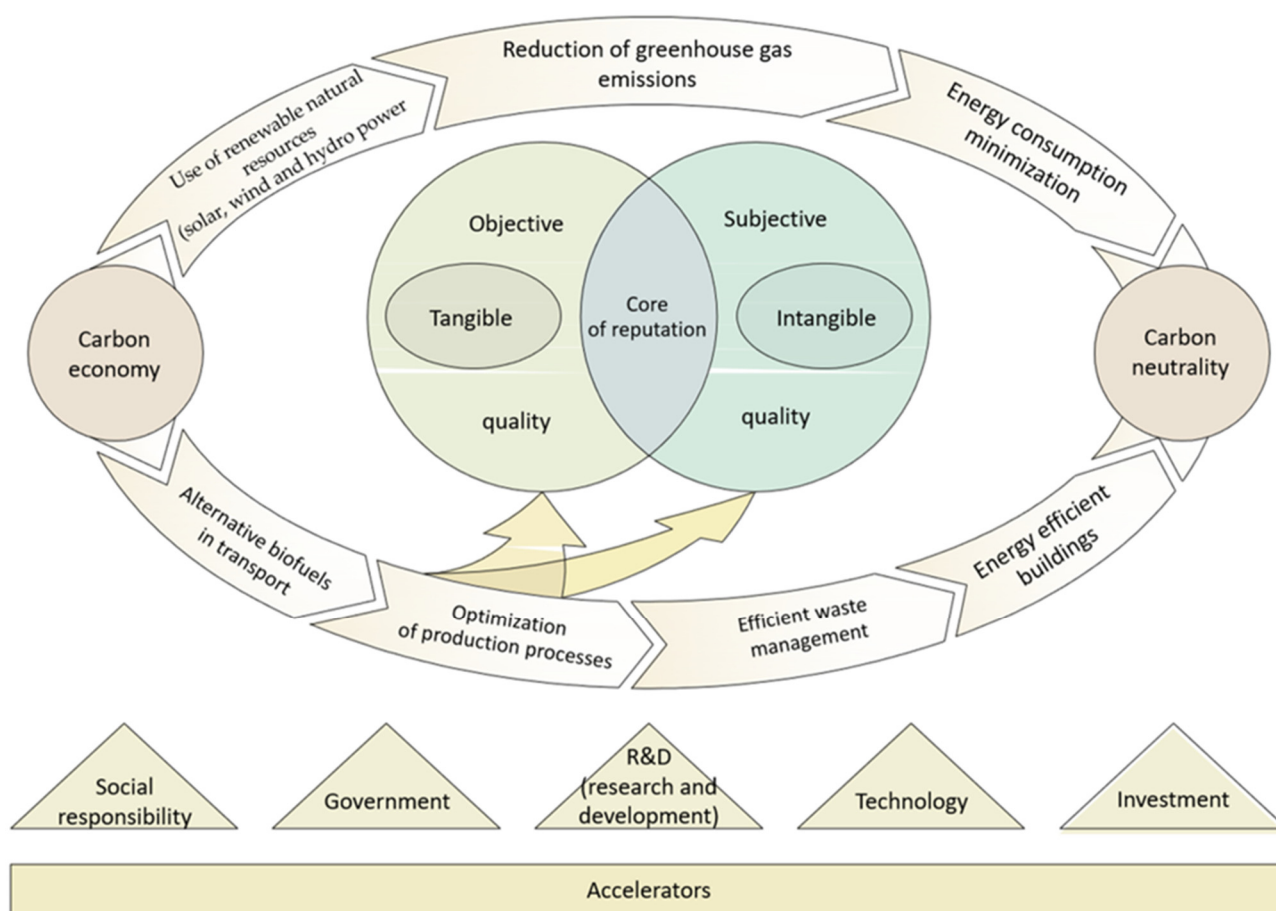 Reduction of greenhouse gas
emissions
Use of renewable natural
resources
(solar, wind and hydro power
Energy consumption
minimization
Objective
Subjective
Tangible
Core
of reputation
Intangible
quality
quality
Carbon
economy
Carbon
neutrality
Alternative biofuels
in transport
Optimization
of production processes
Efficient waste
management
Energy efficient
buildings
Social
responsibility
Government
R&D
(research and
development)
Technology
Investment
Accelerators